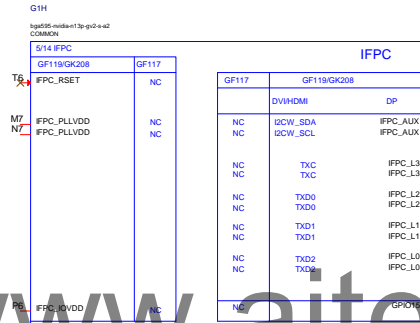 G1H
bga595-nvidia-n13p-gv2-s-a2
COMMON
5/14 IFPC
IFPC
GF119/GK208 GF117
T6 IFPC_RSET NC
M7 IFPC_PLLVDD NC
N7 IFPC_PLLVDD NC
P6 IFPC_IOVDD NC
GF117 GF119/GK208
DVI/HDMI DP
NC I2CW_SDA IFPC_AUX
NC I2CW_SCL IFPC_AUX
NC TXC IFPC_L3
NC TXC IFPC_L3
NC TXD0 IFPC_L2
NC TXD0 IFPC_L2
NC TXD1 IFPC_L1
NC TXD1 IFPC_L1
NC TXD2 IFPC_L0
NC TXD2 IFPC_L0
NC GPIO15